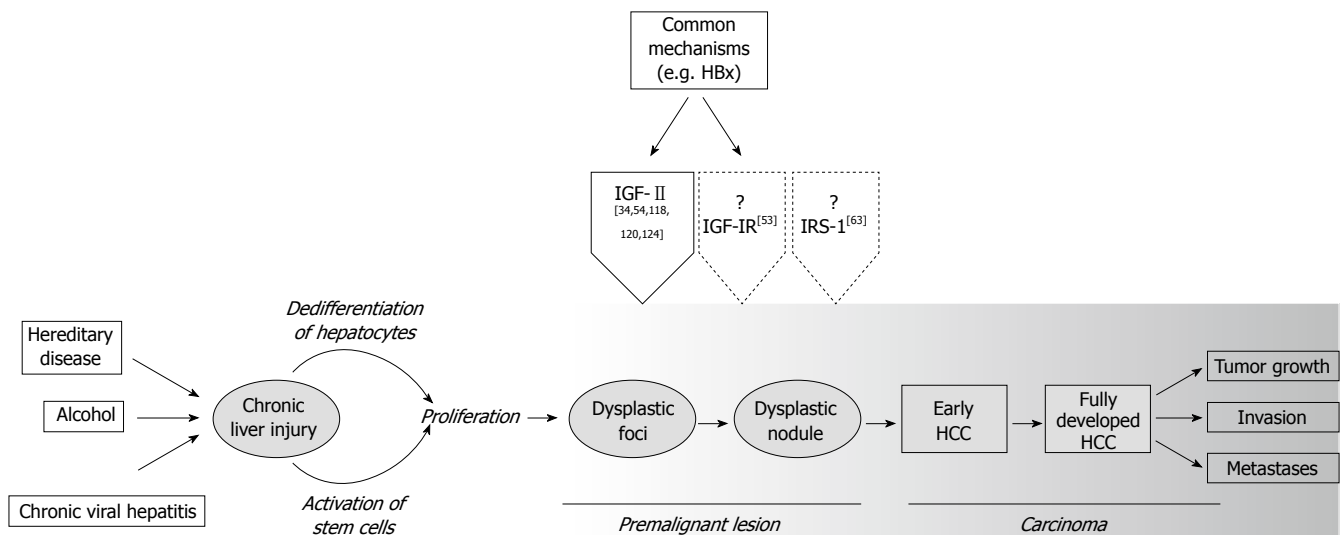 Common
mechanisms
(e.g. HBx)
IGF-Ⅱ
[34,54,118,
120,124]
?
IGF-IR[53]
?
IRS-1[63]
Hereditary
disease
Alcohol
Chronic viral hepatitis
Chronic
liver injury
Dedifferentiation
of hepatocytes
Activation of
stem cells
Proliferation
Dysplastic
foci
Dysplastic
nodule
Early
HCC
Fully
developed
HCC
Tumor growth
Invasion
Metastases
Premalignant lesion
Carcinoma